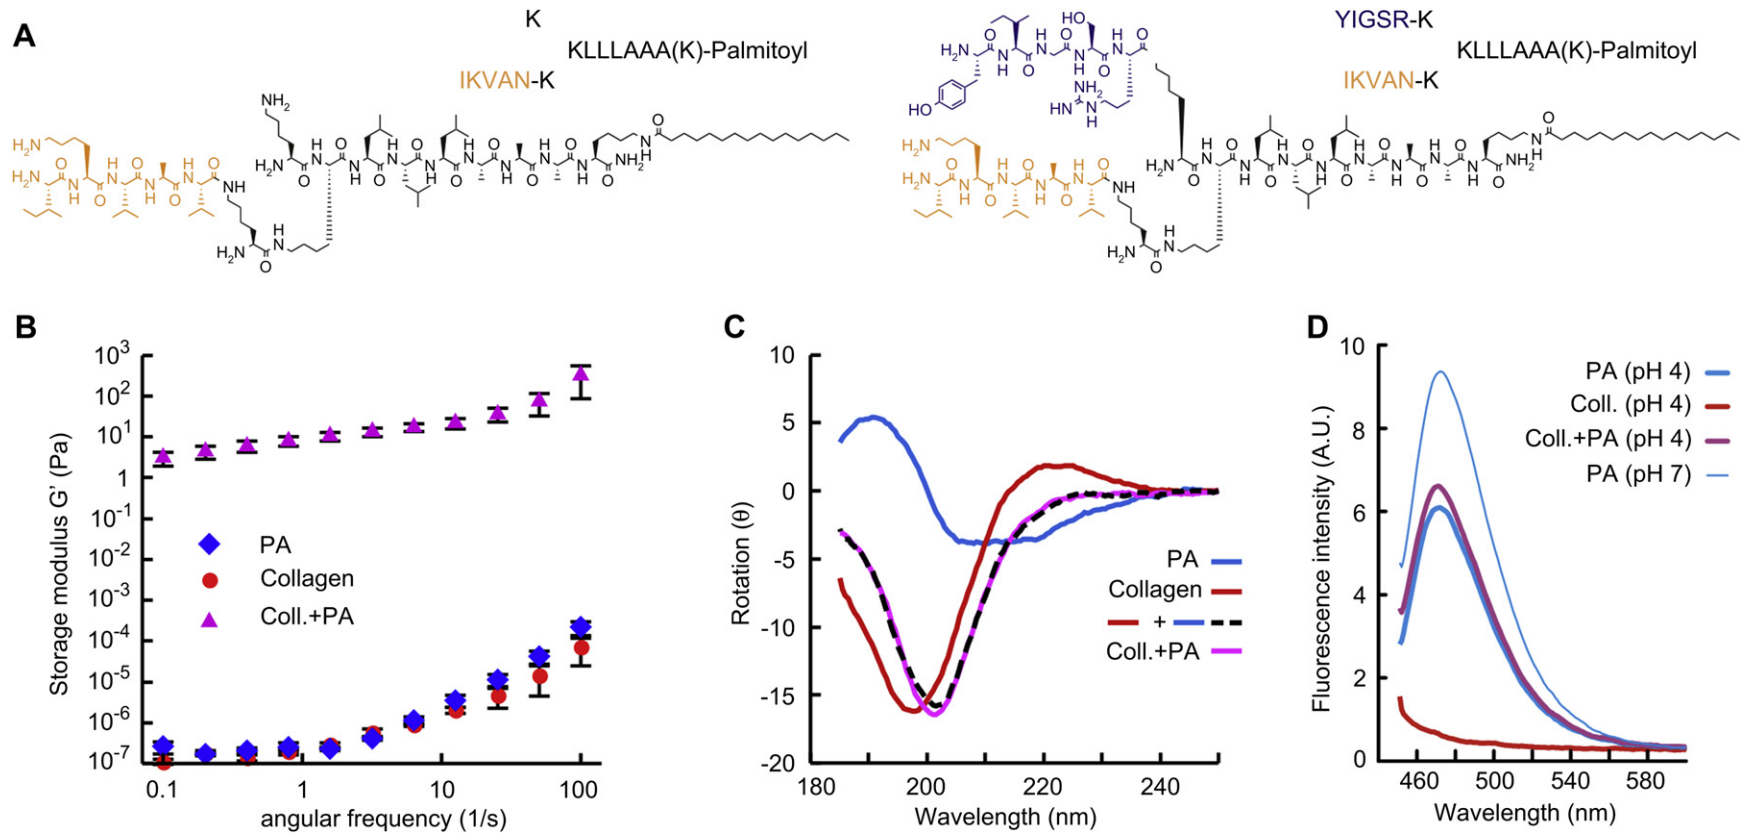 A
K
KLLLAAA(K)-Palmitoyl
IKVAN-K
YIGSR-K
KLLLAAA(K)-Palmitoyl
IKVAN-K
B
Storage modulus G' (Pa)
10³
10²
10¹
1
10⁻¹
10⁻²
10⁻³
10⁻⁴
10⁻⁵
10⁻⁶
10⁻⁷
PA
Collagen
Coll.+PA
0.1 1 10 100
angular frequency (1/s)
C
Rotation (θ)
10
5
0
-5
-10
-15
-20
PA
Collagen
+
Coll.+PA
180 200 220 240
Wavelength (nm)
D
Fluorescence intensity (A.U.)
10
8
6
4
2
0
PA (pH 4)
Coll. (pH 4)
Coll.+PA (pH 4)
PA (pH 7)
460 500 540 580
Wavelength (nm)